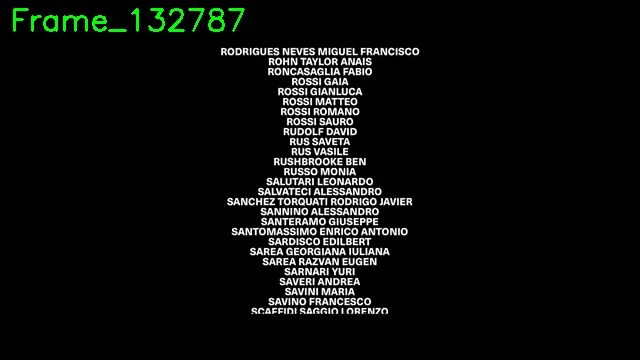 Frame_132787
RODRIGUES NEVES MIGUEL FRANCISCO
ROHN TAYLOR ANAIS
RONCASAGLIA FABIO
ROSSI GAIA
ROSSI GIANLUCA
ROSSI MATTEO
ROSSI ROMANO
ROSSI SAURO
RUDOLF DAVID
RUS SAVETA
RUS VASILE
RUSHBROOKE BEN
RUSSO MONIA
SALUTARI LEONARDO
SALVATECI ALESSANDRO
SANCHEZ TORQUATI RODRIGO JAVIER
SANNINO ALESSANDRO
SANTERAMO GIUSEPPE
SANTOMASSIMO ENRICO ANTONIO
SARDISCO EDILBERT
SAREA GEORGIANA IULIANA
SAREA RAZVAN EUGEN
SARNARI YURI
SAVERI ANDREA
SAVINI MARIA
SAVINO FRANCESCO
SCAFFIDI SAGGIO LORENZO